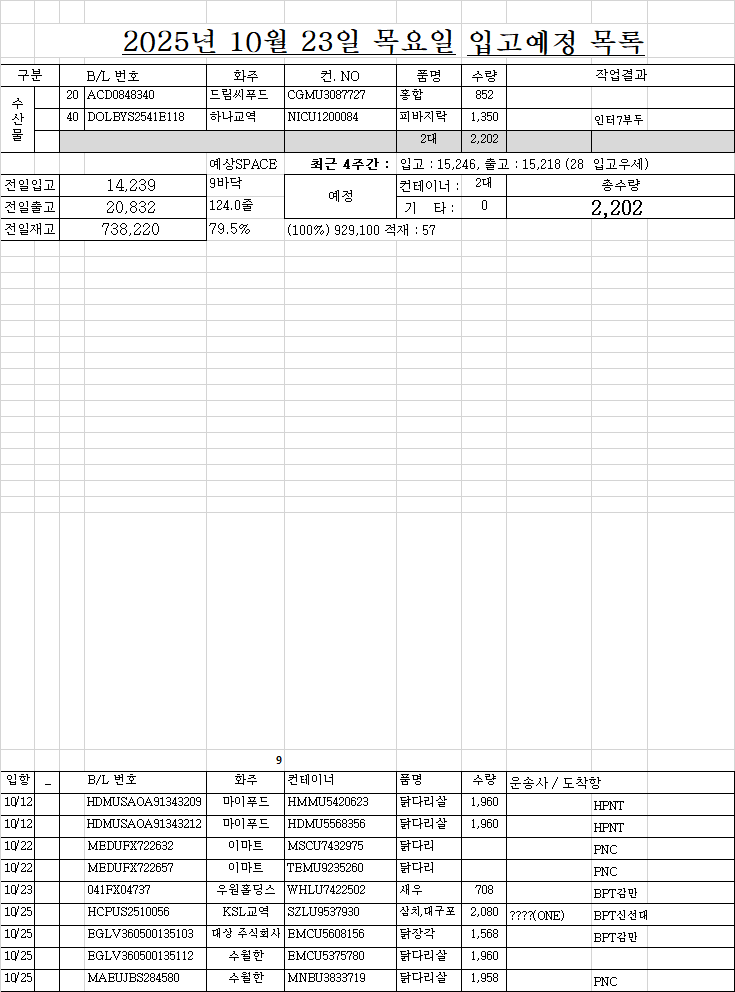 2025년 10월 23일 목요일 입고예정 목록
구분 B/L 번호 화주 컨. NO 품명 수량 작업결과
수산물
20 ACD0848340 드림씨푸드 CGMU3087727 홍합 852
40 DOLBYS2541E118 하나교역 NICU1200084 피바지락 1,350 인터7부두
2대 2,202
예상SPACE 최근 4주간 : 입고 : 15,246, 출고 : 15,218 (28 입고우세)
전일입고 14,239 9바닥 예정 컨테이너 : 2대 총수량
전일출고 20,832 124.0줄 기 타 : 0 2,202
전일재고 738,220 79.5% (100%) 929,100 적재 : 57
9
입항 _ B/L 번호 화주 컨테이너 품명 수량 운송사 / 도착항
10/12 HDMUSAOA91343209 마이푸드 HMMU5420623 닭다리살 1,960 HPNT
10/12 HDMUSAOA91343212 마이푸드 HDMU5568356 닭다리살 1,960 HPNT
10/22 MEDUFX722632 이마트 MSCU7432975 닭다리 PNC
10/22 MEDUFX722657 이마트 TEMU9235260 닭다리 PNC
10/23 041FX04737 우원홀딩스 WHLU7422502 새우 708 BPT감만
10/25 HCPUS2510056 KSL교역 SZLU9537930 삼치,대구포 2,080 ????(ONE) BPT신선대
10/25 EGLV360500135103 대상 주식회사 EMCU5608156 닭장각 1,568 BPT감만
10/25 EGLV360500135112 수월한 EMCU5375780 닭다리살 1,960
10/25 MAEUJBS284580 수월한 MNBU3833719 닭다리살 1,958 PNC